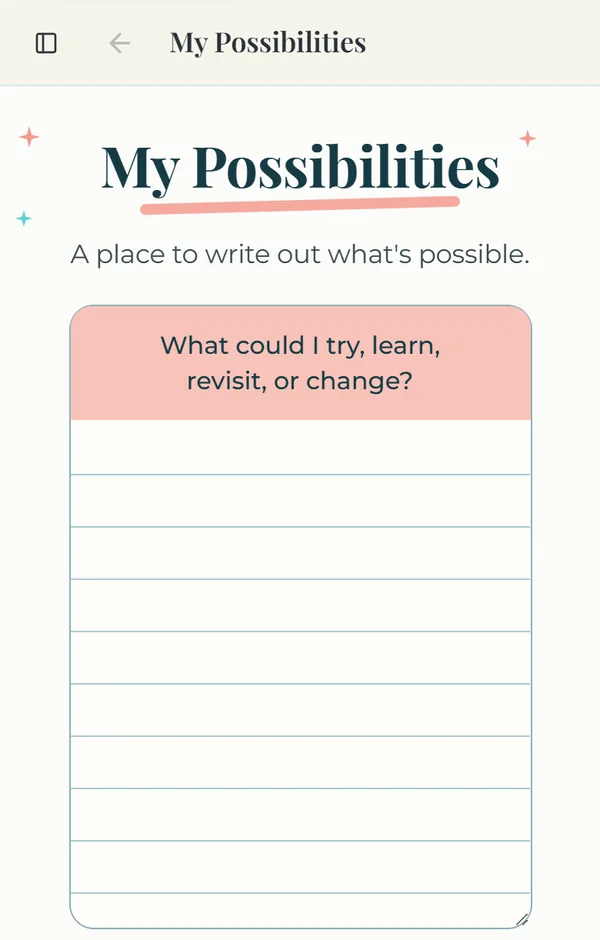 My Possibilities
My Possibilities
A place to write out what's possible.
What could I try, learn,
revisit, or change?